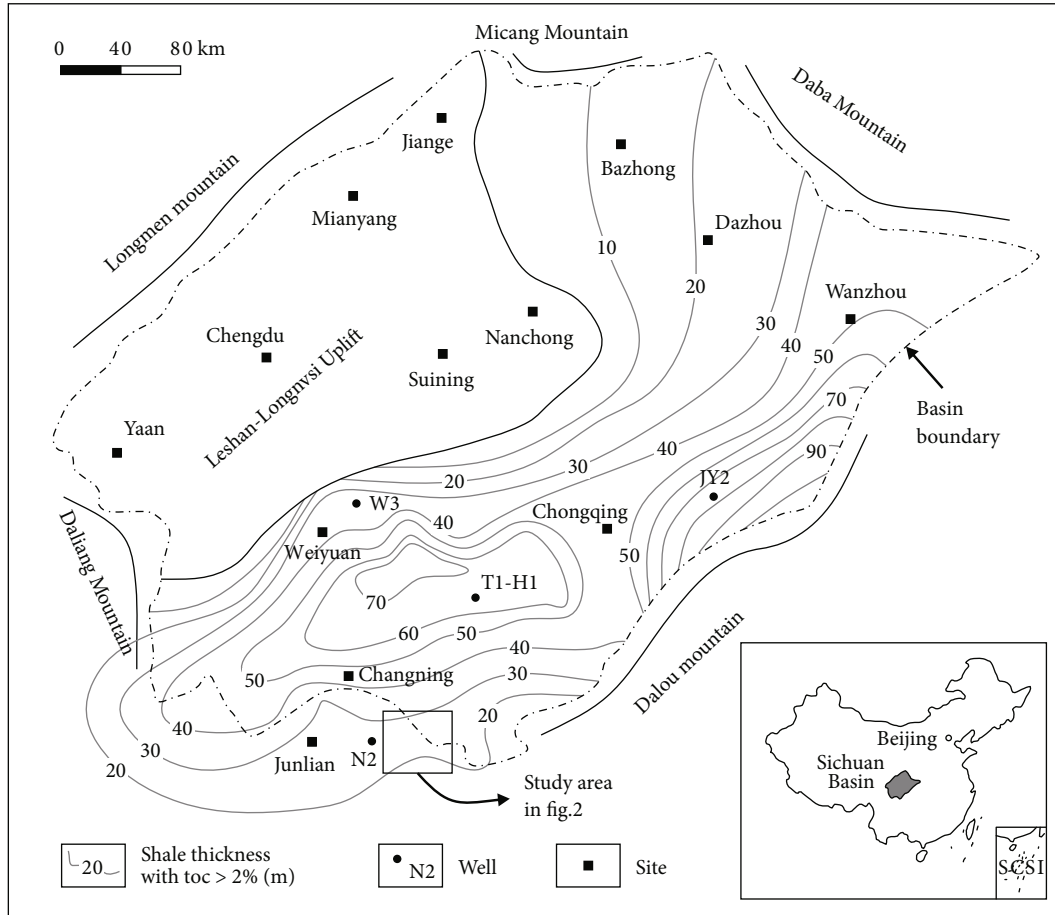 Micang Mountain
0 40 80 km
Daba Mountain
Jiange
Bazhong
Longmen mountain
Mianyang
Dazhou
10
20
Wanzhou
Nanchong
30
Chengdu
40
Suining
50
Leshan-Longnvsi Uplift
70
Basin
boundary
Yaan
40
90
20
30
JY2
W3
Chongqing
40
Weiyuan
50
Daliang Mountain
T1-H1
70
60
50
40
Dalou mountain
Changning
30
50
20
40
Beijing
30
Junlian
N2
Sichuan
Basin
20
Study area
in fig.2
SCSI
20
Shale thickness
with toc > 2% (m)
N2
Well
Site